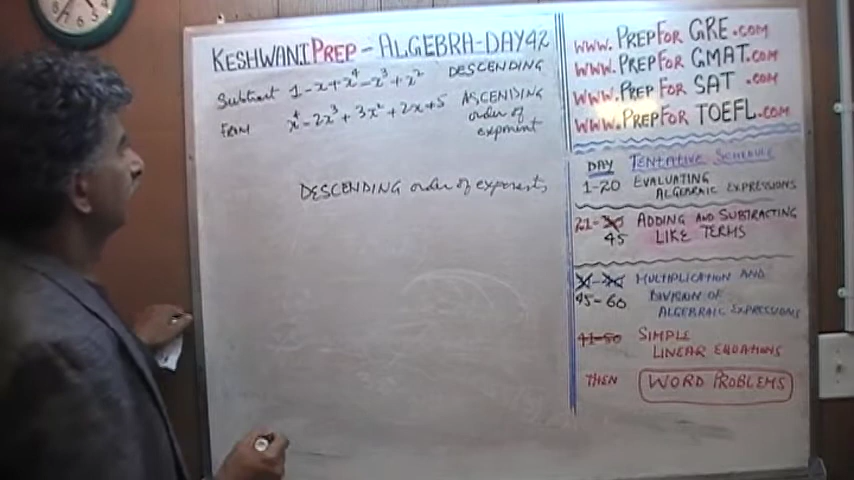 KESHWANI PREP - ALGEBRA - DAY 42
Subtract 1 - x + x⁴ - x³ + x² DESCENDING
FROM x⁴ - 2x³ + 3x² + 2x + 5 ASCENDING
order of
exponent
DESCENDING order of exponents
WWW. PREPFOR GRE .COM
WWW. PREPFOR GMAT.COM
WWW. PREP FOR SAT .COM
WWW. PREPFOR TOEFL.COM
DAY TENTATIVE SCHEDULE
1-20 EVALUATING
ALGEBRAIC EXPRESSIONS
21-30 ADDING AND SUBTRACTING
45 LIKE TERMS
MULTIPLICATION AND
45-60 DIVISION OF
ALGEBRAIC EXPRESSIONS
41-50 SIMPLE
LINEAR EQUATIONS
THEN WORD PROBLEMS